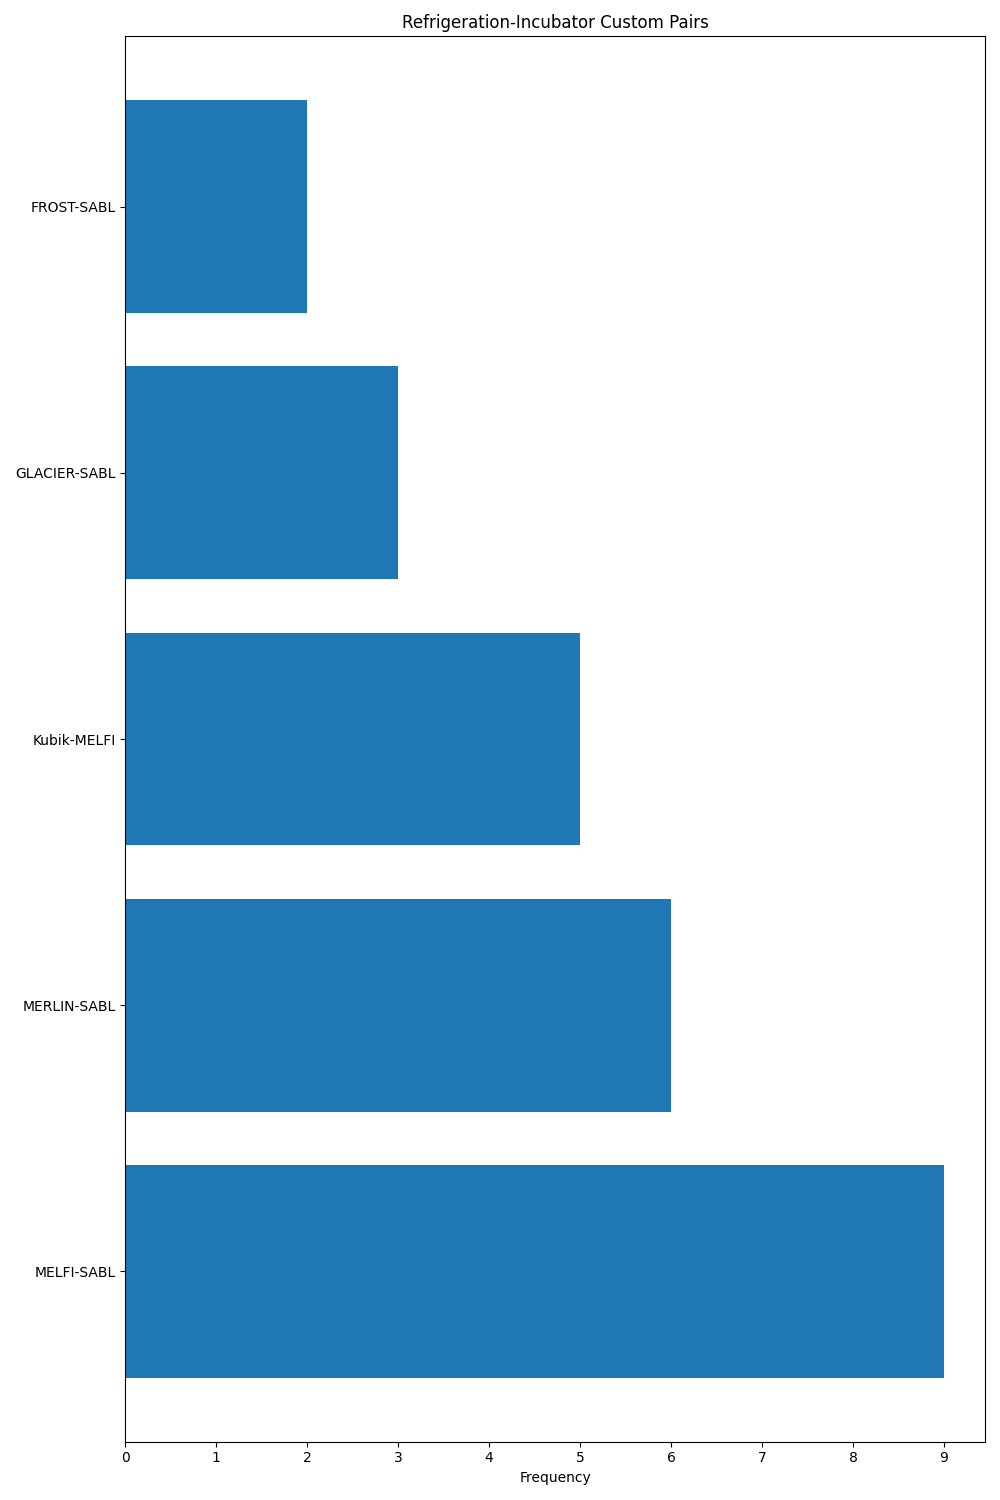 Refrigeration-Incubator Custom Pairs
FROST-SABL
GLACIER-SABL
Kubik-MELFI
MERLIN-SABL
MELFI-SABL
0 1 2 3 4 5 6 7 8 9
Frequency